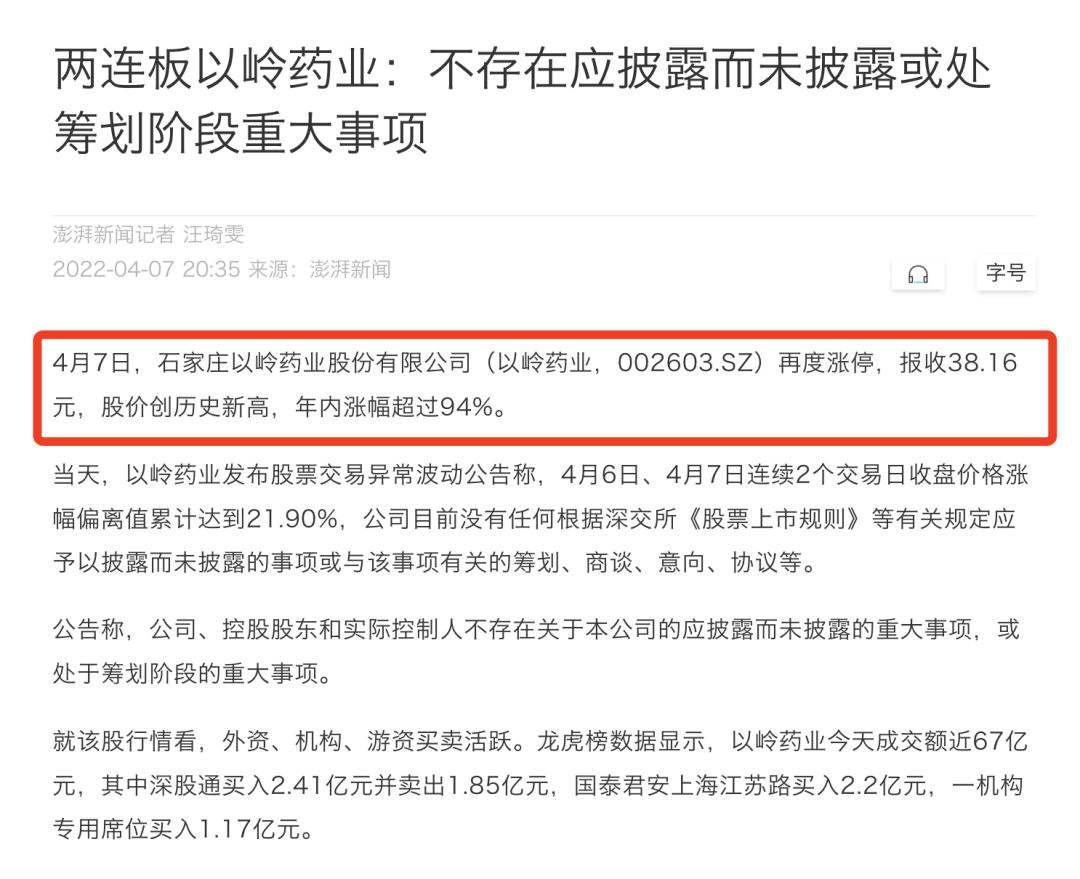 两连板以岭药业：不存在应披露而未披露或处
筹划阶段重大事项
澎湃新闻记者 汪琦雯
2022-04-07 20:35 来源：澎湃新闻
字号
4月7日，石家庄以岭药业股份有限公司（以岭药业，002603.SZ）再度涨停，报收38.16
元，股价创历史新高，年内涨幅超过94%。
当天，以岭药业发布股票交易异常波动公告称，4月6日、4月7日连续2个交易日收盘价格涨
幅偏离值累计达到21.90%，公司目前没有任何根据深交所《股票上市规则》等有关规定应
予以披露而未披露的事项或与该事项有关的筹划、商谈、意向、协议等。
公告称，公司、控股股东和实际控制人不存在关于本公司的应披露而未披露的重大事项，或
处于筹划阶段的重大事项。
就该股行情看，外资、机构、游资买卖活跃。龙虎榜数据显示，以岭药业今天成交额近67亿
元，其中深股通买入2.41亿元并卖出1.85亿元，国泰君安上海江苏路买入2.2亿元，一机构
专用席位买入1.17亿元。